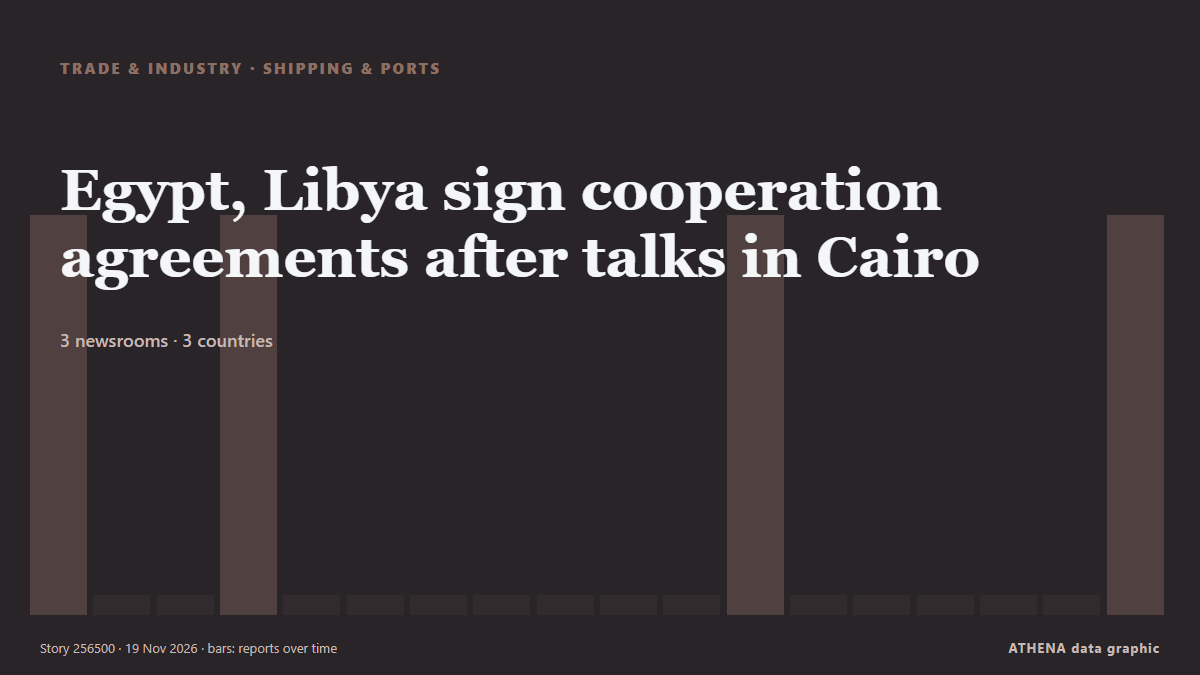 TRADE & INDUSTRY · SHIPPING & PORTS
Egypt, Libya sign cooperation
agreements after talks in Cairo
3 newsrooms · 3 countries
Story 256500 · 19 Nov 2026 · bars: reports over time
ATHENA data graphic